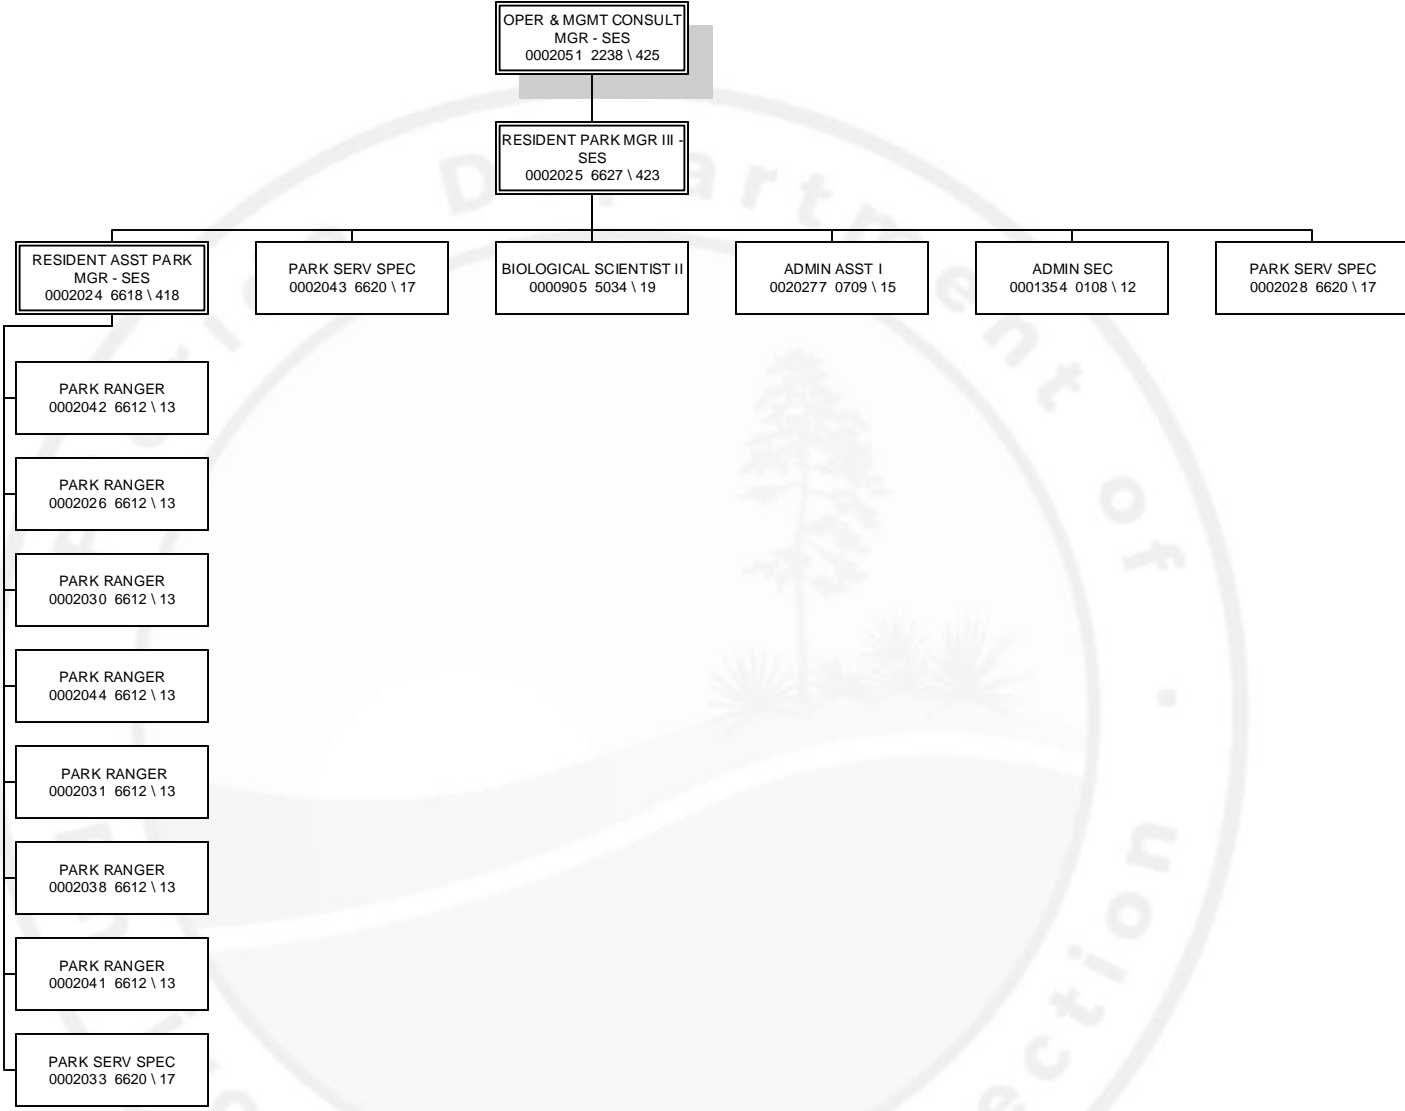 OPER & MGMT CONSULT
MGR - SES
0002051 2238 \ 425
RESIDENT PARK MGR III -
SES
0002025 6627 \ 423
RESIDENT ASST PARK
MGR - SES
0002024 6618 \ 418
PARK SERV SPEC
0002043 6620 \ 17
BIOLOGICAL SCIENTIST II
0000905 5034 \ 19
ADMIN ASST I
0020277 0709 \ 15
ADMIN SEC
0001354 0108 \ 12
PARK SERV SPEC
0002028 6620 \ 17
PARK RANGER
0002042 6612 \ 13
PARK RANGER
0002026 6612 \ 13
PARK RANGER
0002030 6612 \ 13
PARK RANGER
0002044 6612 \ 13
PARK RANGER
0002031 6612 \ 13
PARK RANGER
0002038 6612 \ 13
PARK RANGER
0002041 6612 \ 13
PARK SERV SPEC
0002033 6620 \ 17